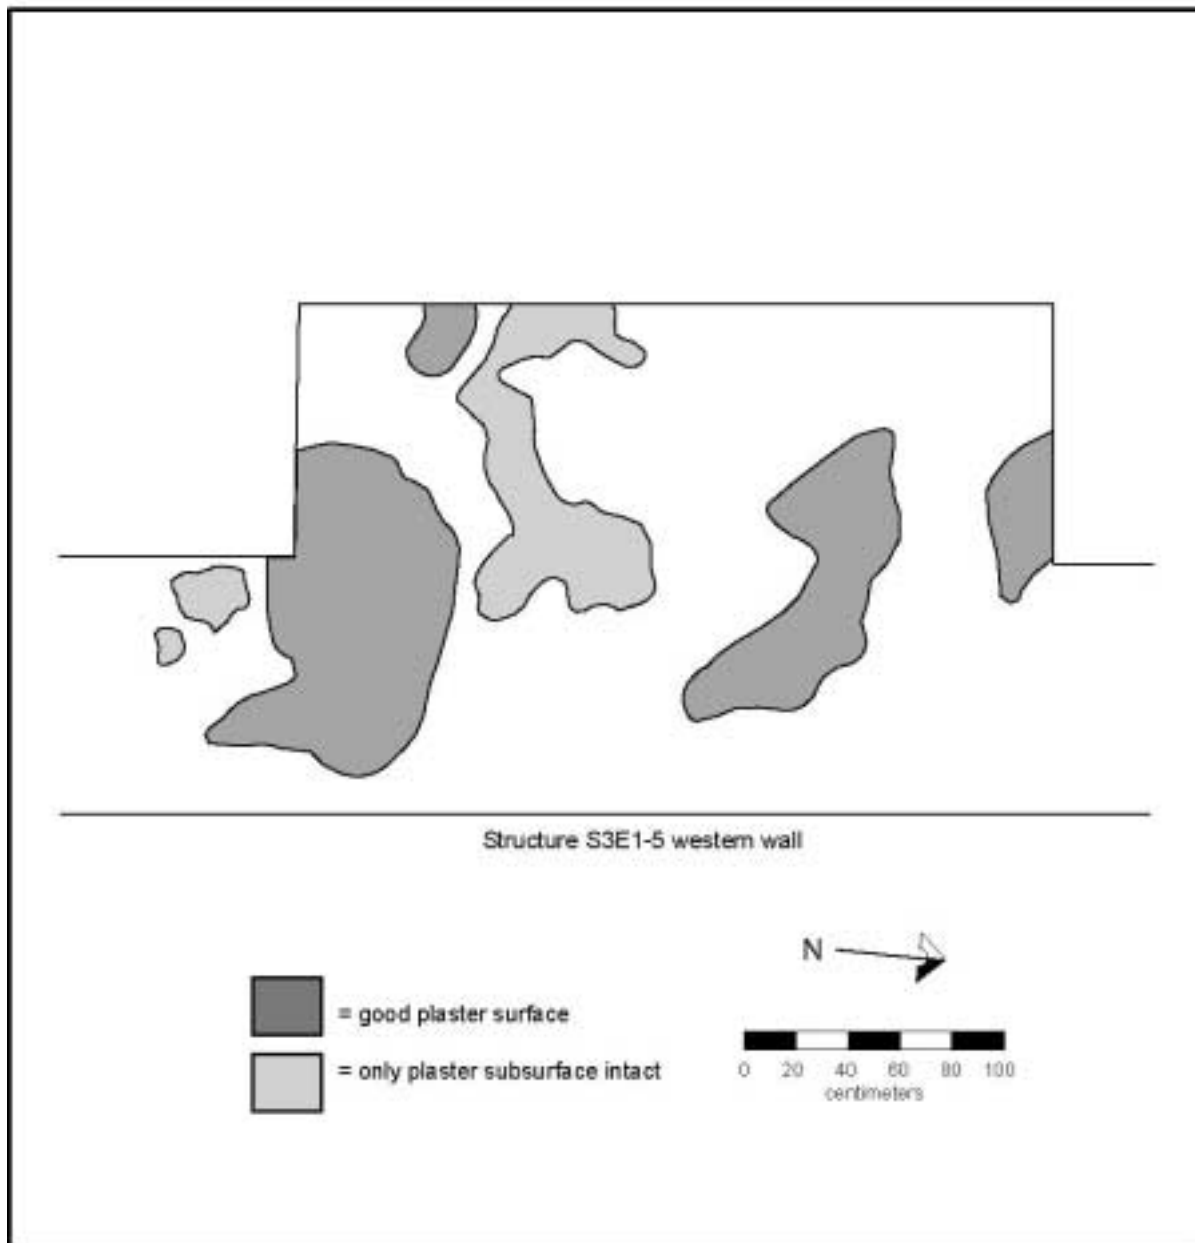 Structure S3E1-5 western wall
N
= good plaster surface
= only plaster subsurface intact
0 20 40 60 80 100
centimeters